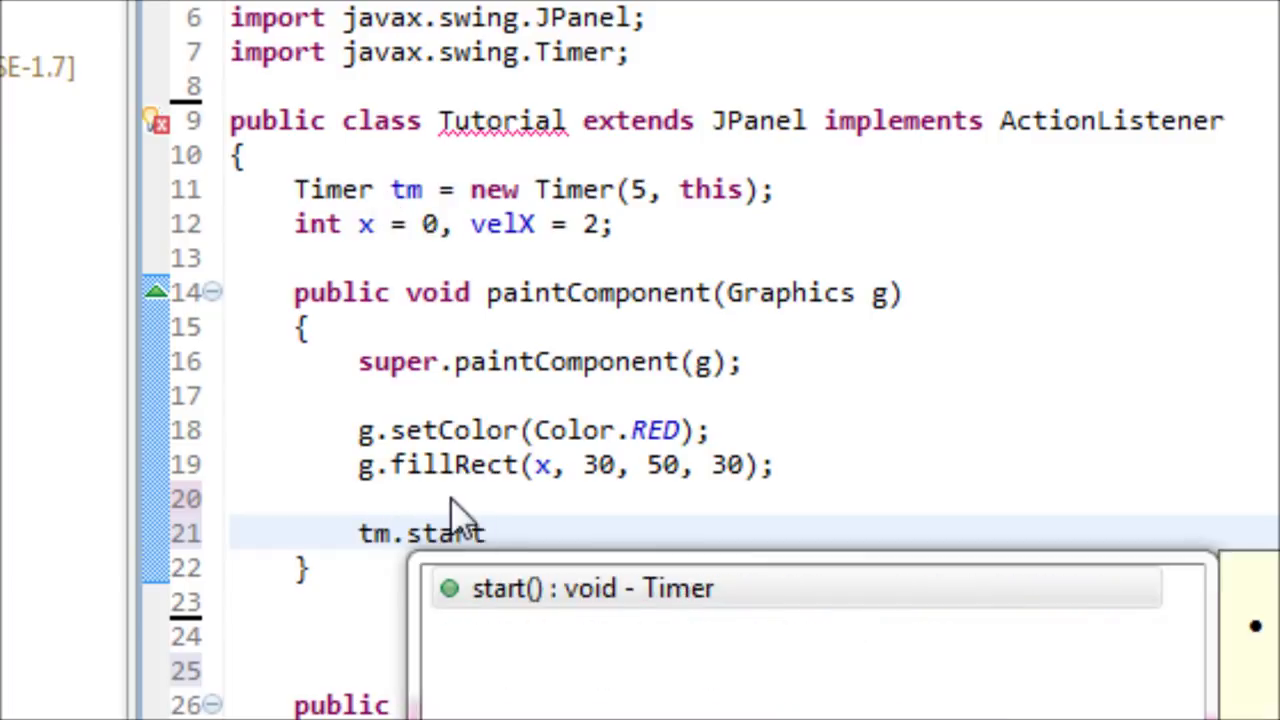 6 import javax.swing.JPanel;
SE-1.7]
7 import javax.swing.Timer;
8
9 public class Tutorial extends JPanel implements ActionListener
10 {
11 Timer tm = new Timer(5, this);
12 int x = 0, velX = 2;
13
14 public void paintComponent(Graphics g)
15 {
16 super.paintComponent(g);
17
18 g.setColor(Color.RED);
19 g.fillRect(x, 30, 50, 30);
20
21 tm.start
22 }
start() : void - Timer
23
24
25
26 public